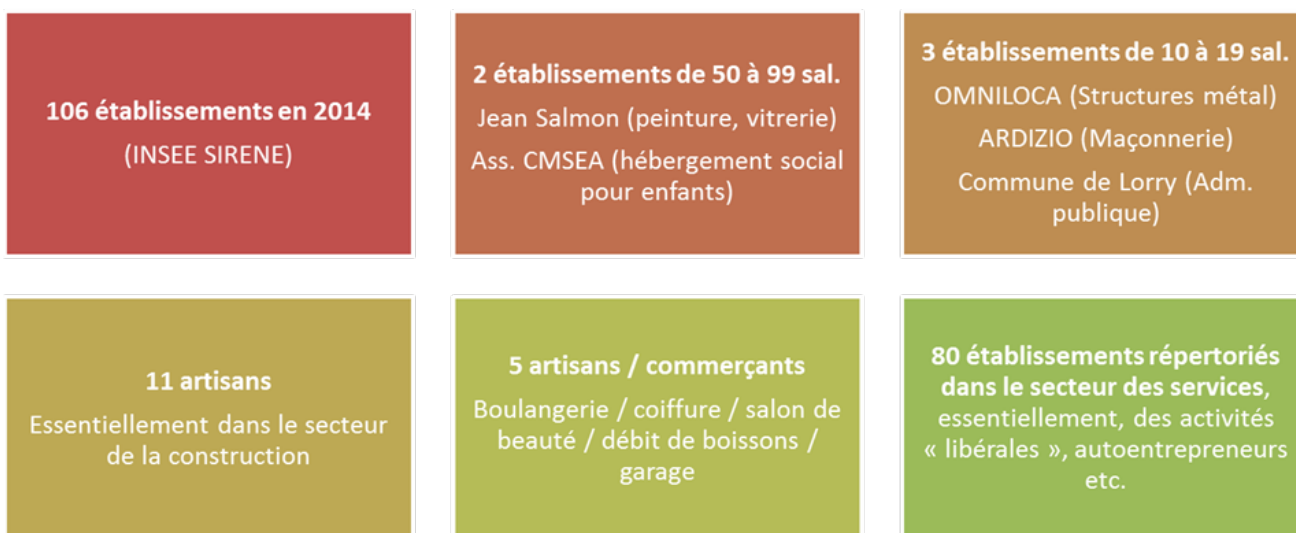 106 établissements en 2014
(INSEE SIRENE)
2 établissements de 50 à 99 sal.
Jean Salmon (peinture, vitrerie)
Ass. CMSEA (hébergement social
pour enfants)
3 établissements de 10 à 19 sal.
OMNILOCA (Structures métal)
ARDIZIO (Maçonnerie)
Commune de Lorry (Adm.
publique)
11 artisans
Essentiellement dans le secteur
de la construction
5 artisans / commerçants
Boulangerie / coiffure / salon de
beauté / débit de boissons /
garage
80 établissements répertoriés
dans le secteur des services,
essentiellement, des activités
« libérales », autoentrepreneurs
etc.